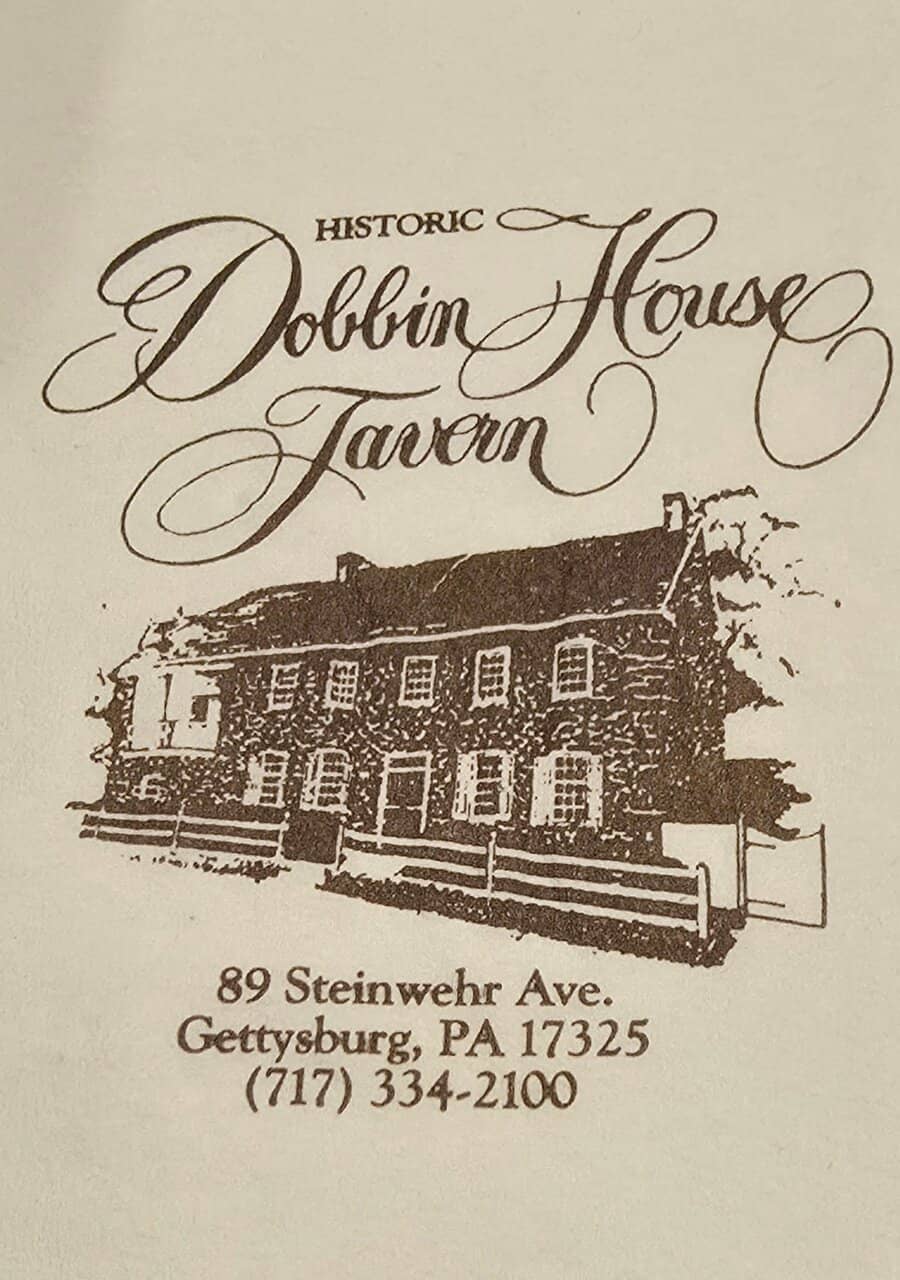 HISTORIC
Dobbin House
Tavern
89 Steinwehr Ave.
Gettysburg, PA 17325
(717) 334-2100